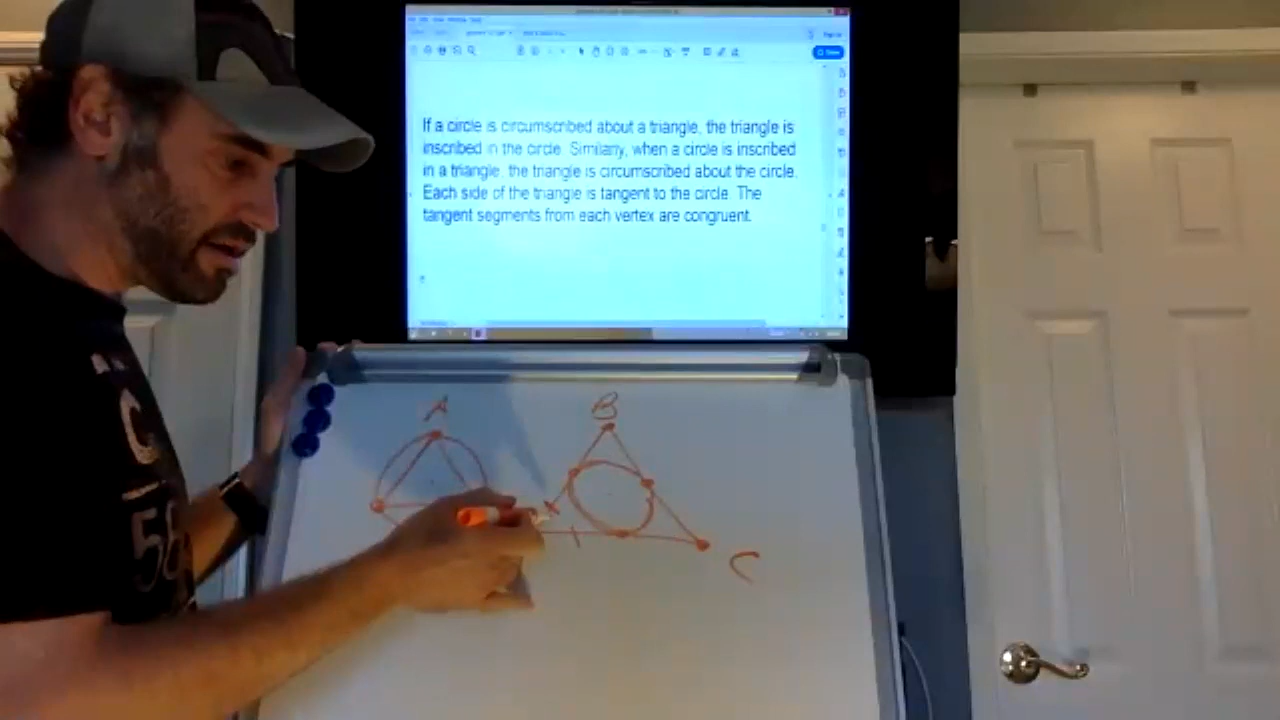 If a circle is circumscribed about a triangle, the triangle is
inscribed in the circle. Similarly, when a circle is inscribed
in a triangle, the triangle is circumscribed about the circle.
Each side of the triangle is tangent to the circle. The
tangent segments from each vertex are congruent.
A
B
C
C